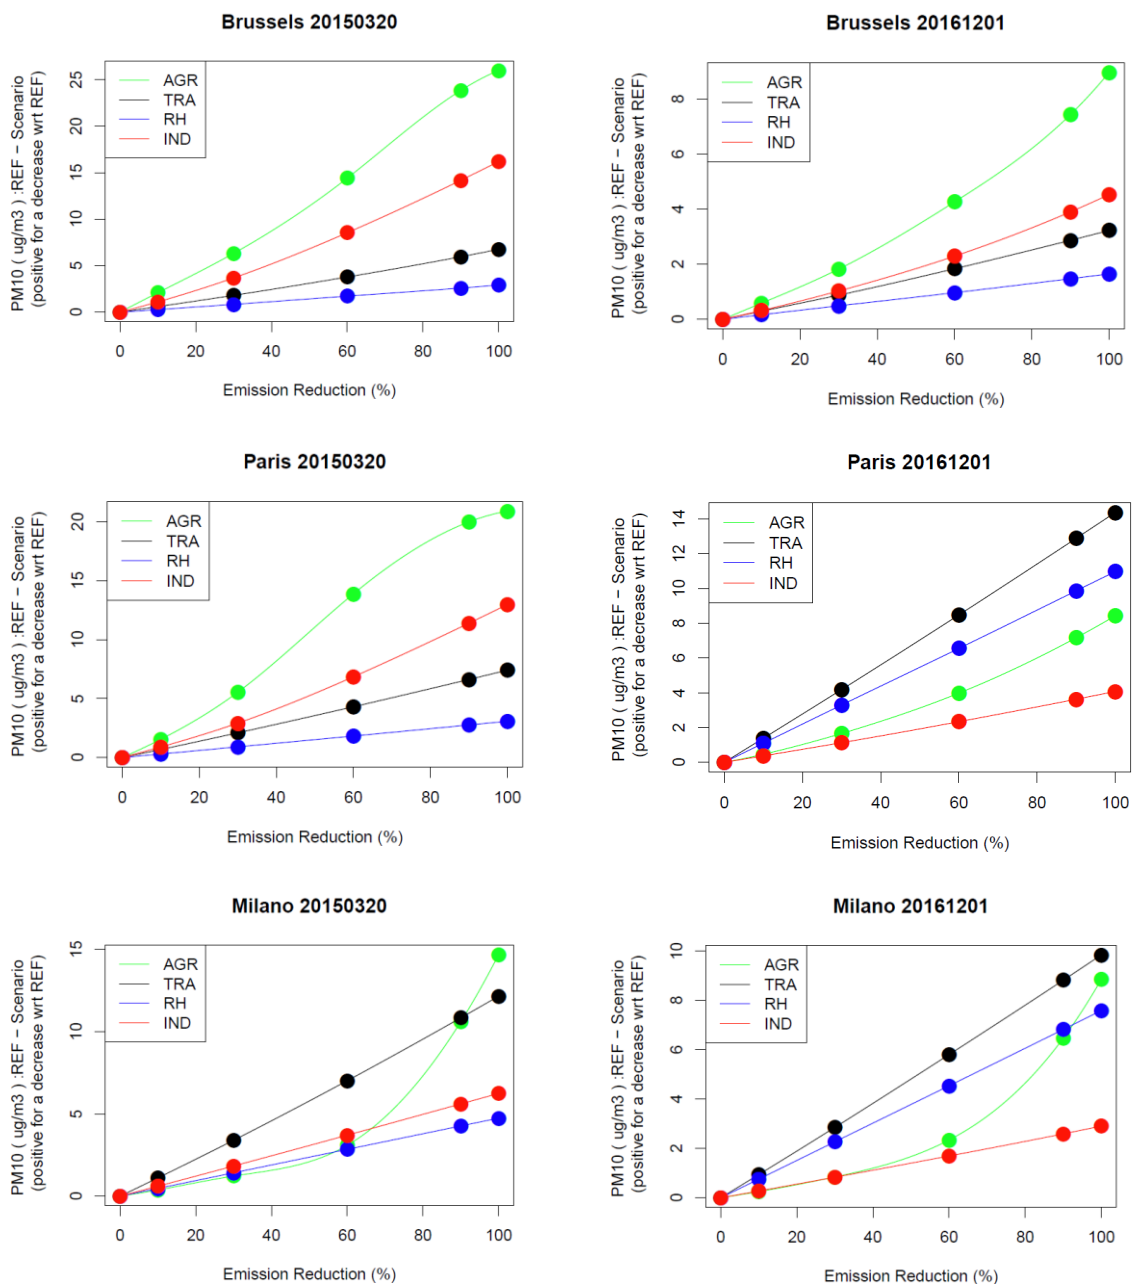 Brussels 20150320
PM10 ( ug/m3 ) :REF − Scenario
(positive for a decrease wrt REF)
25
20
15
10
5
0
AGR
TRA
RH
IND
0 20 40 60 80 100
Emission Reduction (%)
Brussels 20161201
PM10 ( ug/m3 ) :REF − Scenario
(positive for a decrease wrt REF)
8
6
4
2
0
AGR
TRA
RH
IND
0 20 40 60 80 100
Emission Reduction (%)
Paris 20150320
PM10 ( ug/m3 ) :REF − Scenario
(positive for a decrease wrt REF)
20
15
10
5
0
AGR
TRA
RH
IND
0 20 40 60 80 100
Emission Reduction (%)
Paris 20161201
PM10 ( ug/m3 ) :REF − Scenario
(positive for a decrease wrt REF)
14
12
10
8
6
4
2
0
AGR
TRA
RH
IND
0 20 40 60 80 100
Emission Reduction (%)
Milano 20150320
PM10 ( ug/m3 ) :REF − Scenario
(positive for a decrease wrt REF)
15
10
5
0
AGR
TRA
RH
IND
0 20 40 60 80 100
Emission Reduction (%)
Milano 20161201
PM10 ( ug/m3 ) :REF − Scenario
(positive for a decrease wrt REF)
10
8
6
4
2
0
AGR
TRA
RH
IND
0 20 40 60 80 100
Emission Reduction (%)